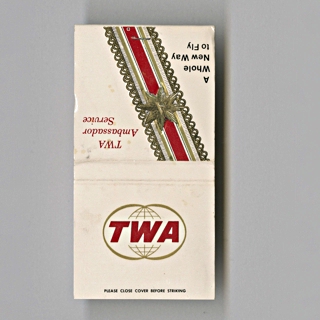 A Whole
New Way
to Fly
TWA
Ambassador
Service
TWA
PLEASE CLOSE COVER BEFORE STRIKING